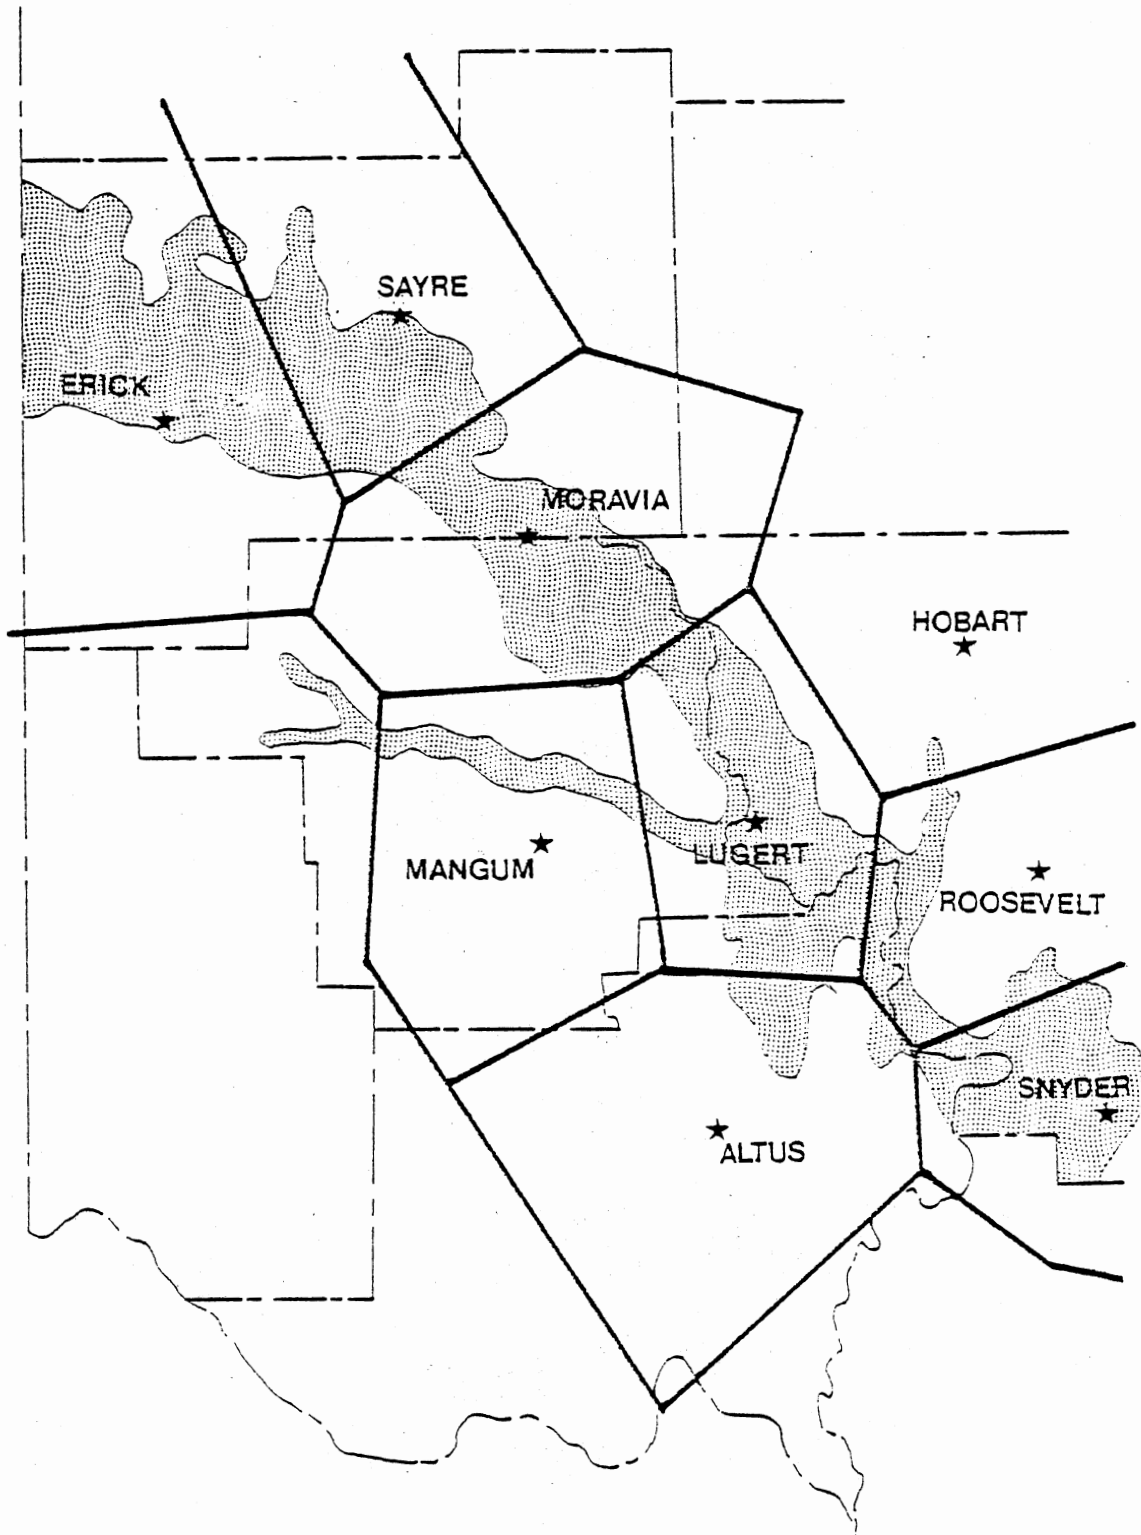 SAYRE
ERICK
MORAVIA
HOBART
LUGERT
MANGUM
ROOSEVELT
SNYDER
ALTUS